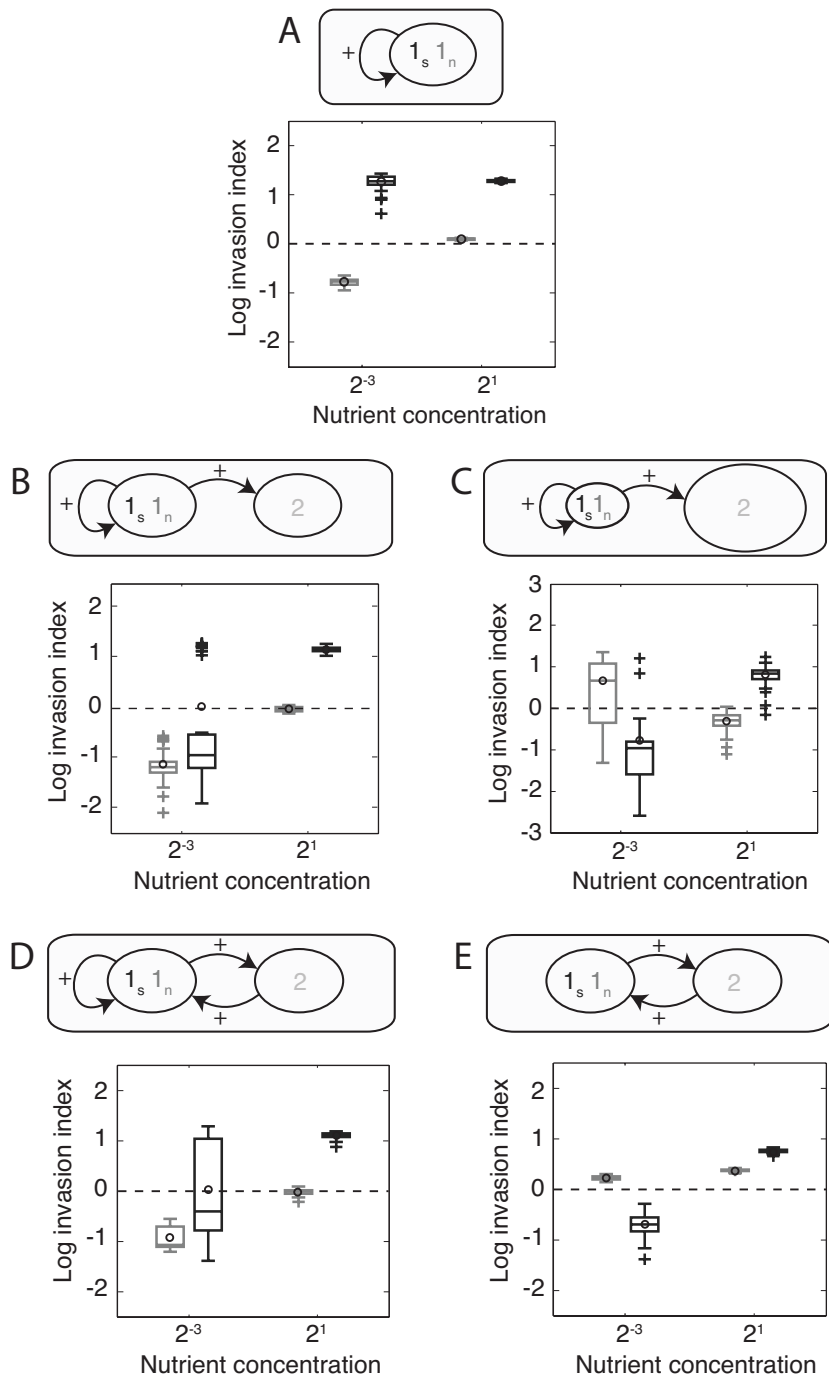 A
+
1s 1n
2
1
0
-1
-2
Log invasion index
2-3 21
Nutrient concentration
B
+
1s 1n
+
2
2
1
0
-1
-2
Log invasion index
2-3 21
Nutrient concentration
C
+
1s 1n
+
2
3
2
1
0
-1
-2
-3
Log invasion index
2-3 21
Nutrient concentration
D
+
1s 1n
+
+
2
2
1
0
-1
-2
Log invasion index
2-3 21
Nutrient concentration
E
1s 1n
+
+
2
2
1
0
-1
-2
Log invasion index
2-3 21
Nutrient concentration